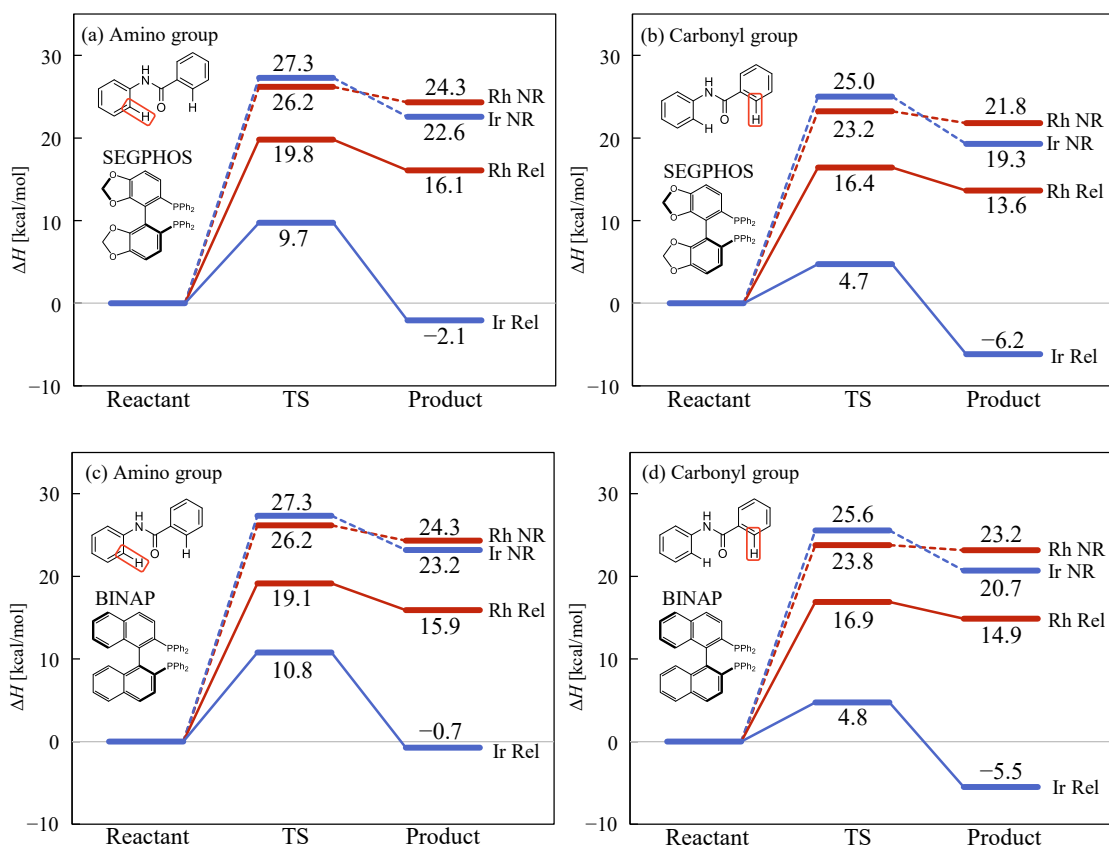 (a) Amino group
H
N
O
H
H
SEGPHOS
O
O
PPh2
PPh2
O
O
ΔH [kcal/mol]
30
20
10
0
−10
27.3
26.2
19.8
9.7
24.3
22.6
16.1
−2.1
Rh NR
Ir NR
Rh Rel
Ir Rel
Reactant TS Product
(b) Carbonyl group
H
N
O
H
H
SEGPHOS
O
O
PPh2
PPh2
O
O
ΔH [kcal/mol]
30
20
10
0
−10
25.0
23.2
16.4
4.7
21.8
19.3
13.6
−6.2
Rh NR
Ir NR
Rh Rel
Ir Rel
Reactant TS Product
(c) Amino group
H
N
O
H
H
BINAP
PPh2
PPh2
ΔH [kcal/mol]
30
20
10
0
−10
27.3
26.2
19.1
10.8
24.3
23.2
15.9
−0.7
Rh NR
Ir NR
Rh Rel
Ir Rel
Reactant TS Product
(d) Carbonyl group
H
N
O
H
H
BINAP
PPh2
PPh2
ΔH [kcal/mol]
30
20
10
0
−10
25.6
23.8
16.9
4.8
23.2
20.7
14.9
−5.5
Rh NR
Ir NR
Rh Rel
Ir Rel
Reactant TS Product